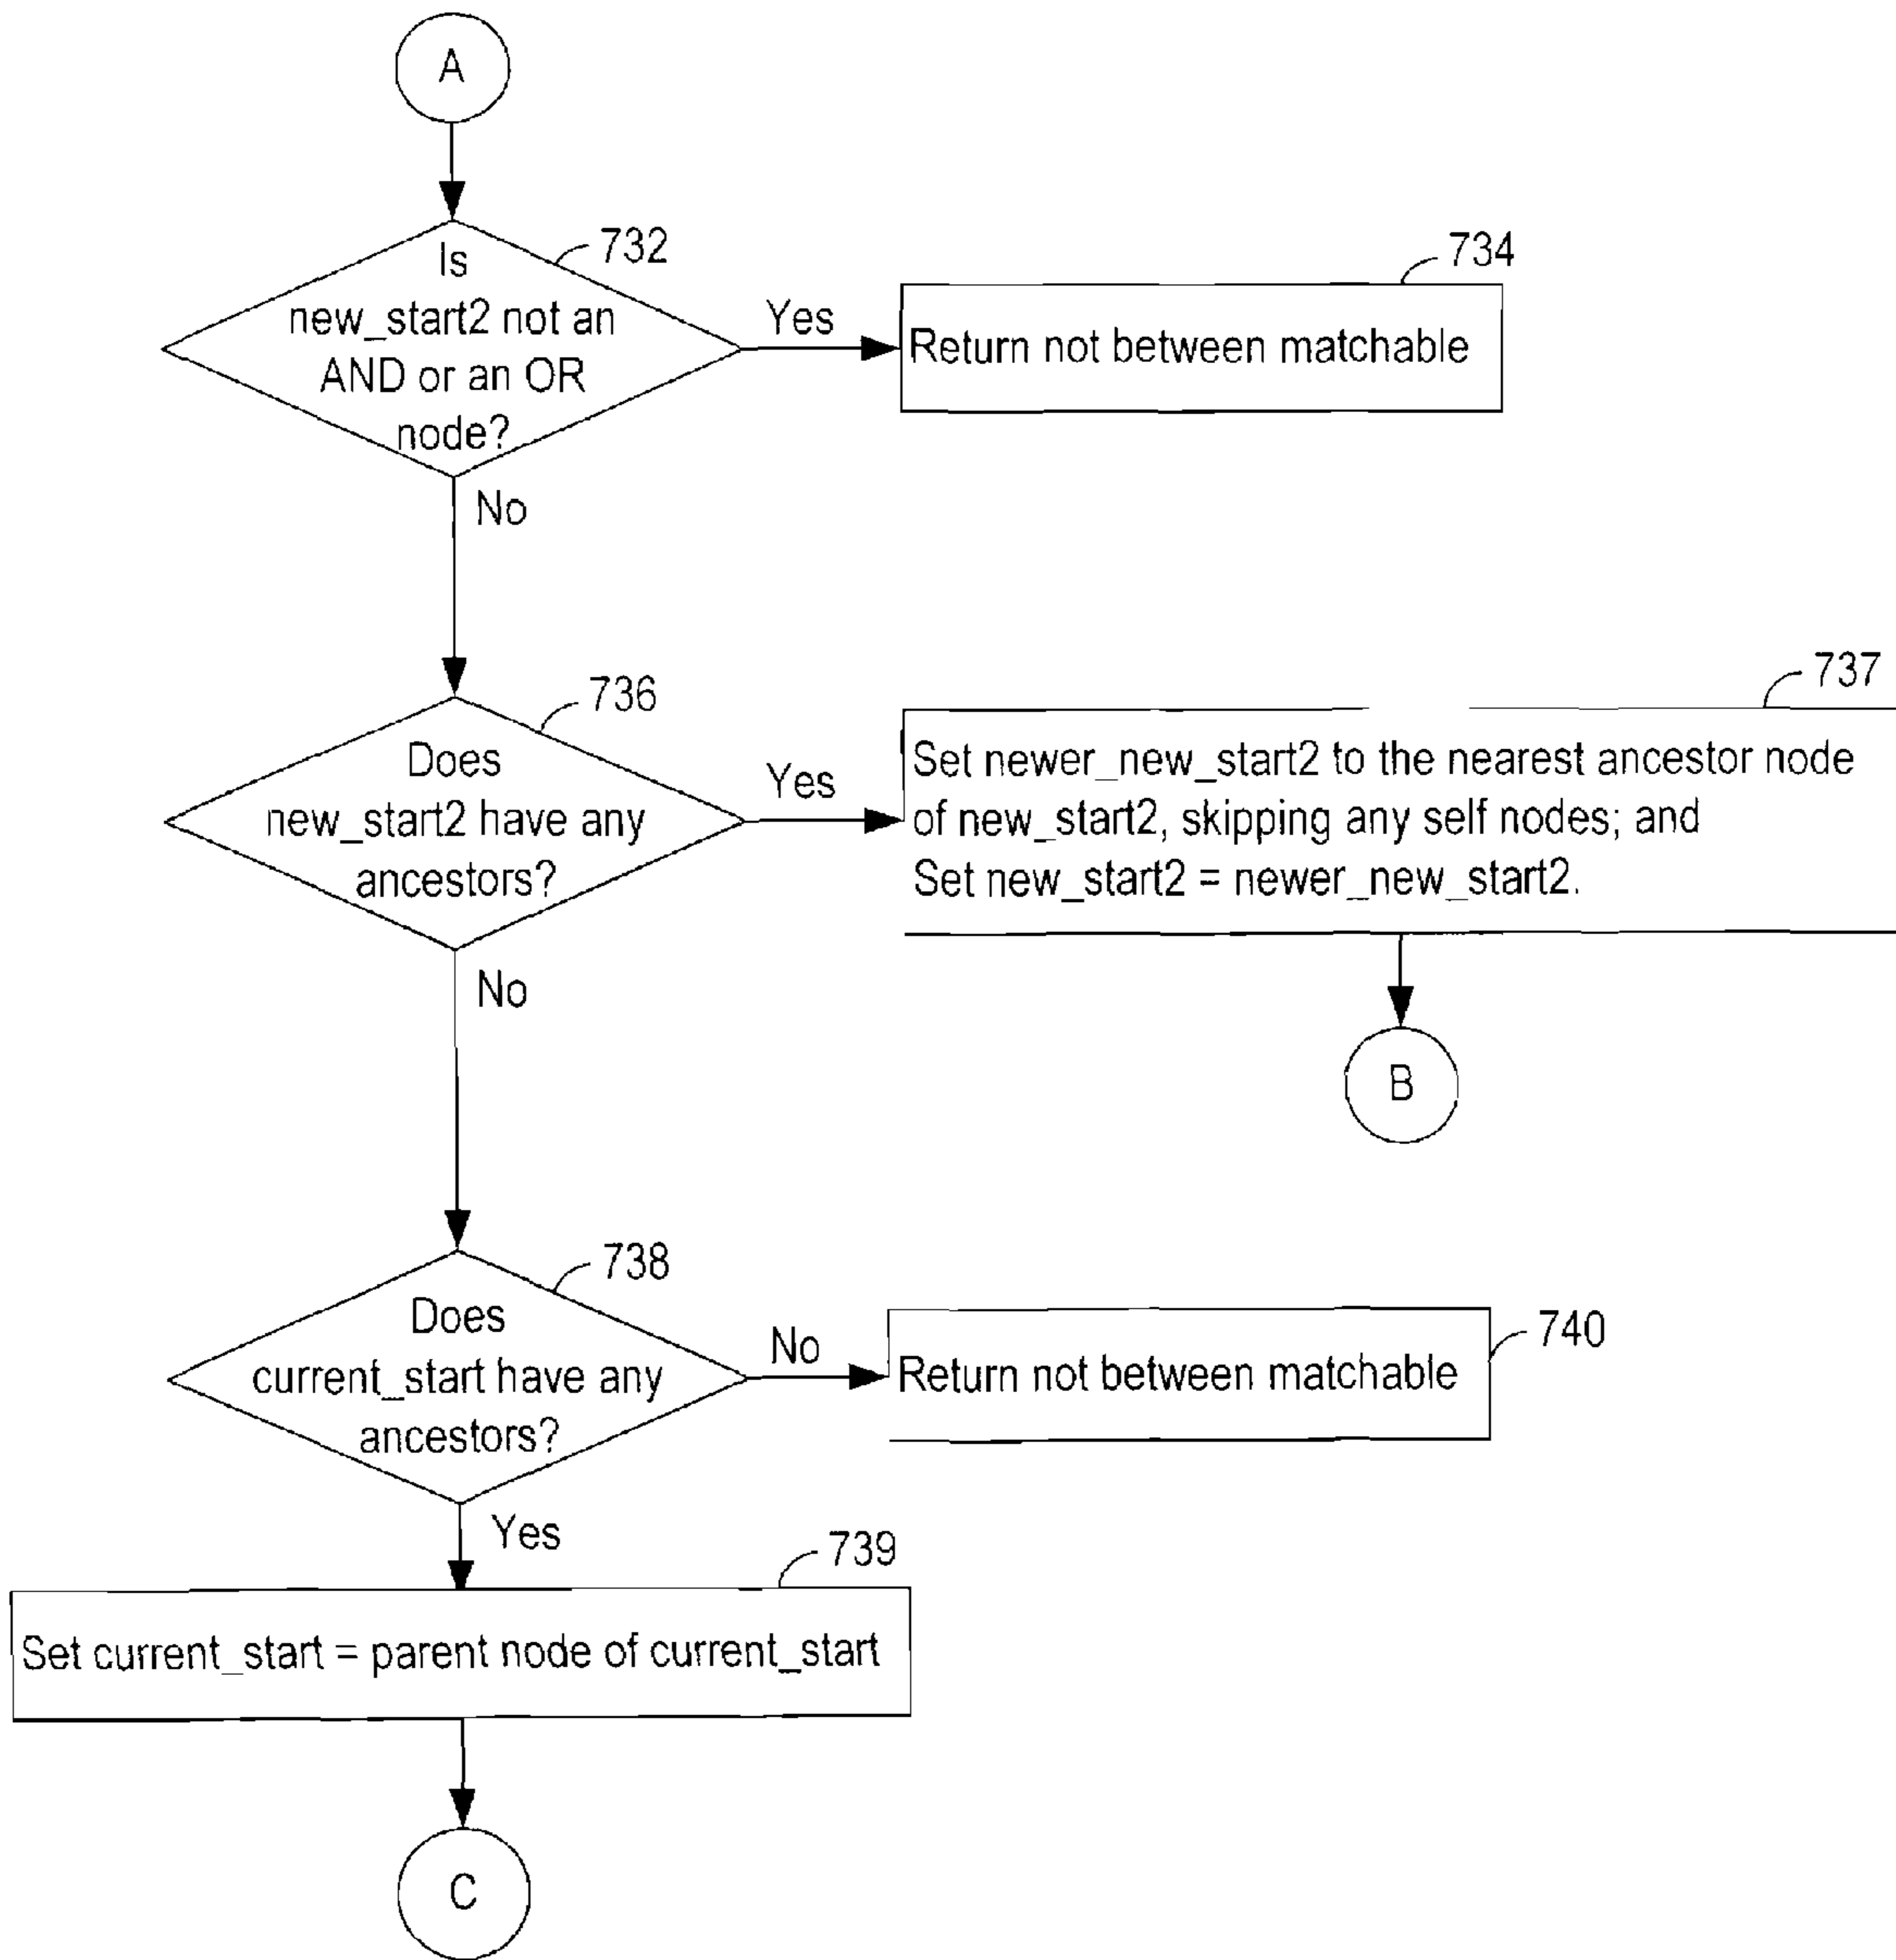 A
732
Is
new_start2 not an
AND or an OR
node?
Yes
734
Return not between matchable
No
736
Does
new_start2 have any
ancestors?
Yes
737
Set newer_new_start2 to the nearest ancestor node
of new_start2, skipping any self nodes; and
Set new_start2 = newer_new_start2.
B
No
738
Does
current_start have any
ancestors?
No
740
Return not between matchable
Yes
739
Set current_start = parent node of current_start
C